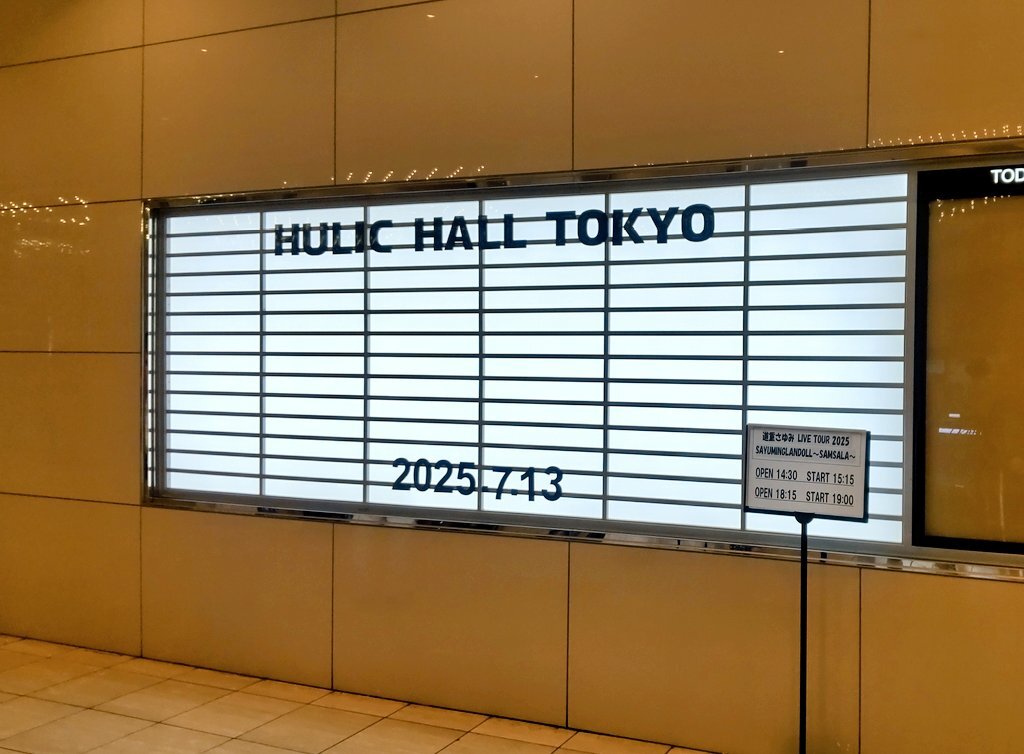 HULIC HALL TOKYO
2025.7.13
TOD
道重さゆみ LIVE TOUR 2025
SAYUMINGLANDOLL～SAMSALA～
OPEN 14:30 START 15:15
OPEN 18:15 START 19:00